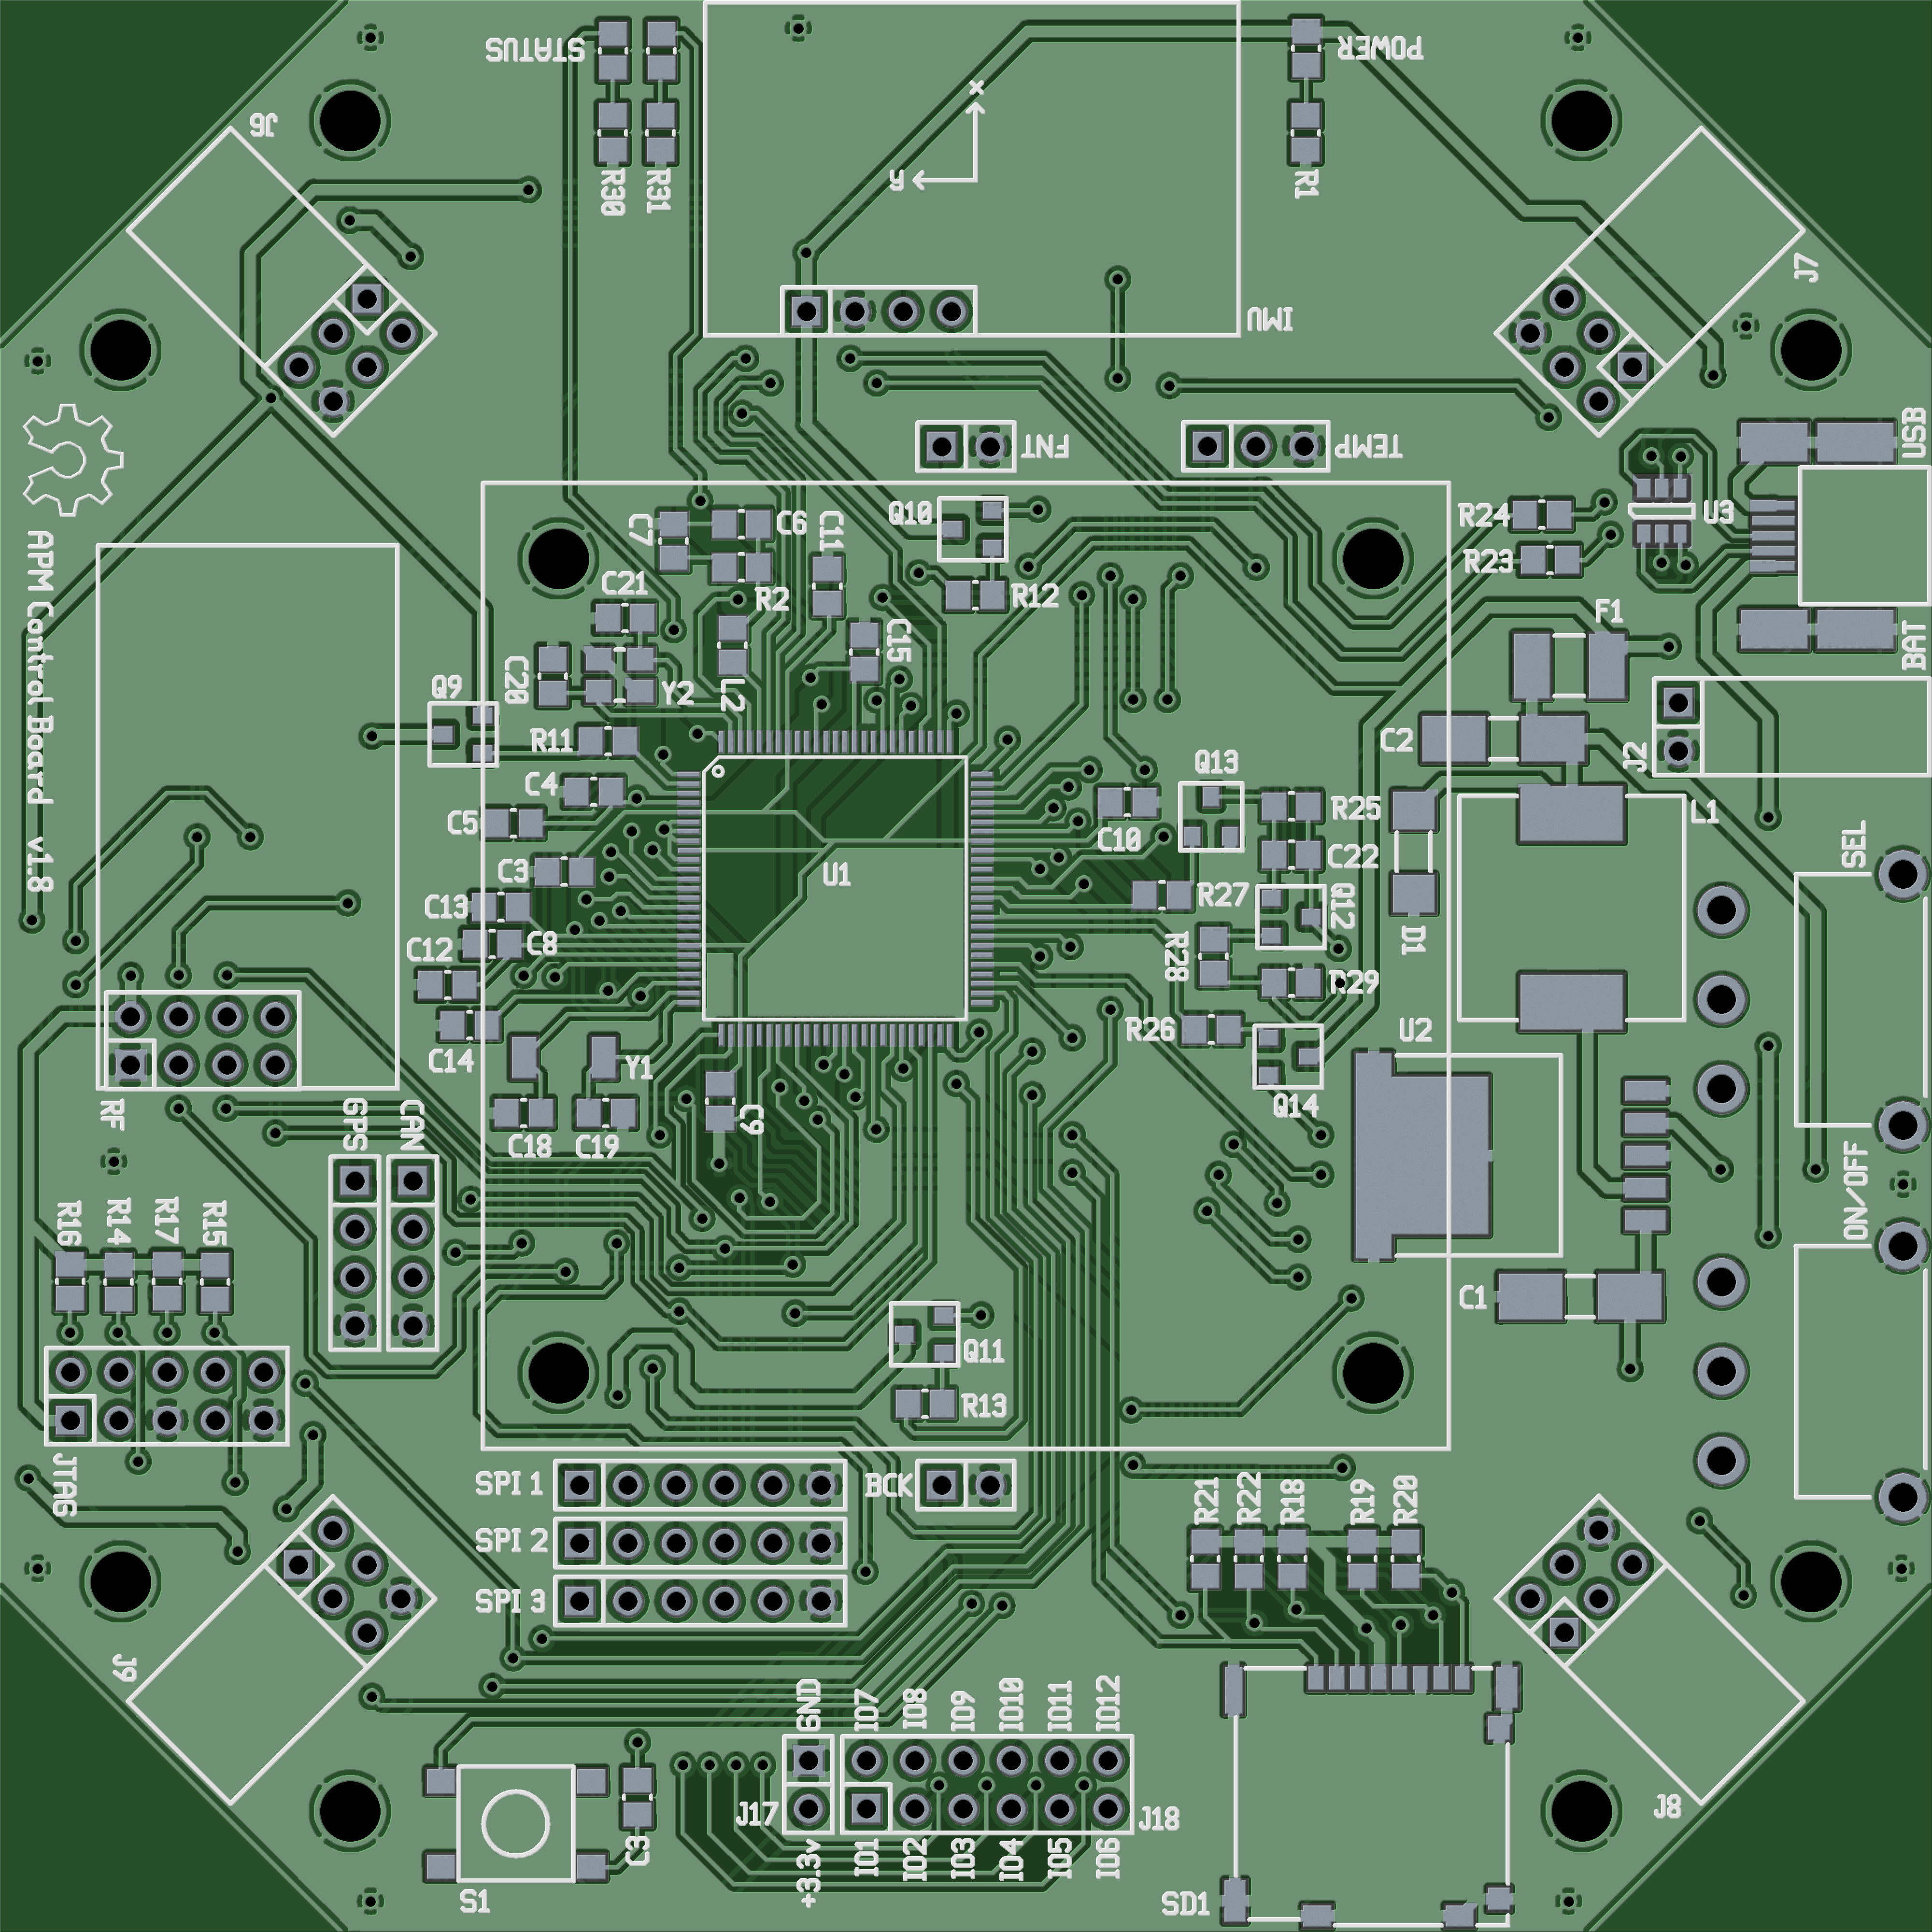 STATUS
POWER
J6
R30
R31
R1
x
y
J7
IMU
FNT
TEMP
USB
APM Control Board v1.8
C7
C6
C11
Q10
R24
U3
R23
C21
R2
R12
F1
C15
BAT
C20
Q9
Y2
L2
R11
C2
J2
Q13
C4
R25
L1
C5
C10
SEL
U1
C22
C3
R27
Q12
C13
D1
C12
C8
R28
R29
R26
U2
C14
Y1
RF
GPS
CAN
C9
Q14
C18
C19
ON/OFF
R16
R14
R17
R15
C1
Q11
R13
JTAG
SPI 1
BCK
R21
R22
R18
R19
R20
SPI 2
SPI 3
J9
GND
IO7
IO8
IO9
IO10
IO11
IO12
J17
J18
J8
C3
+3.3v
IO1
IO2
IO3
IO4
IO5
IO6
S1
SD1